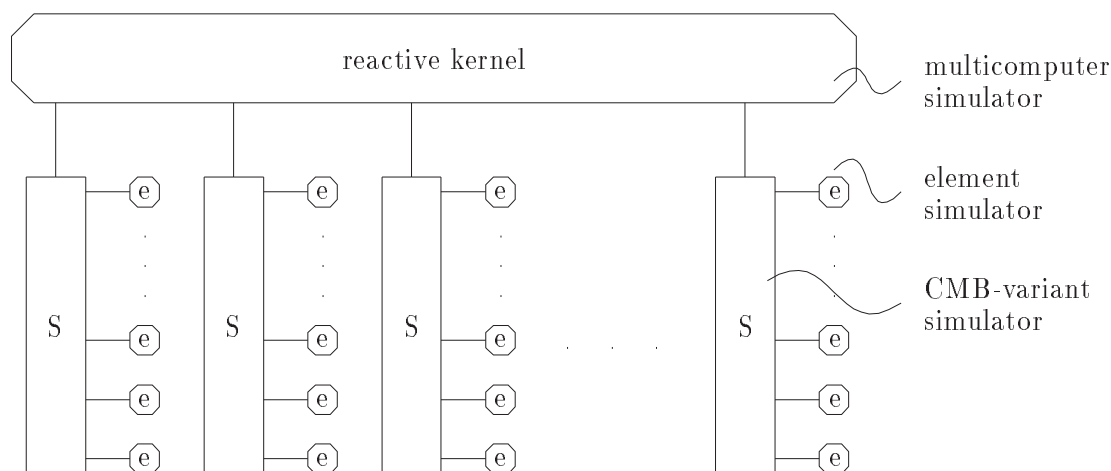 reactive kernel
multicomputer
simulator
e e e e
element
simulator
CMB-variant
simulator
S S S S
e e e e
e e e e
e e e e